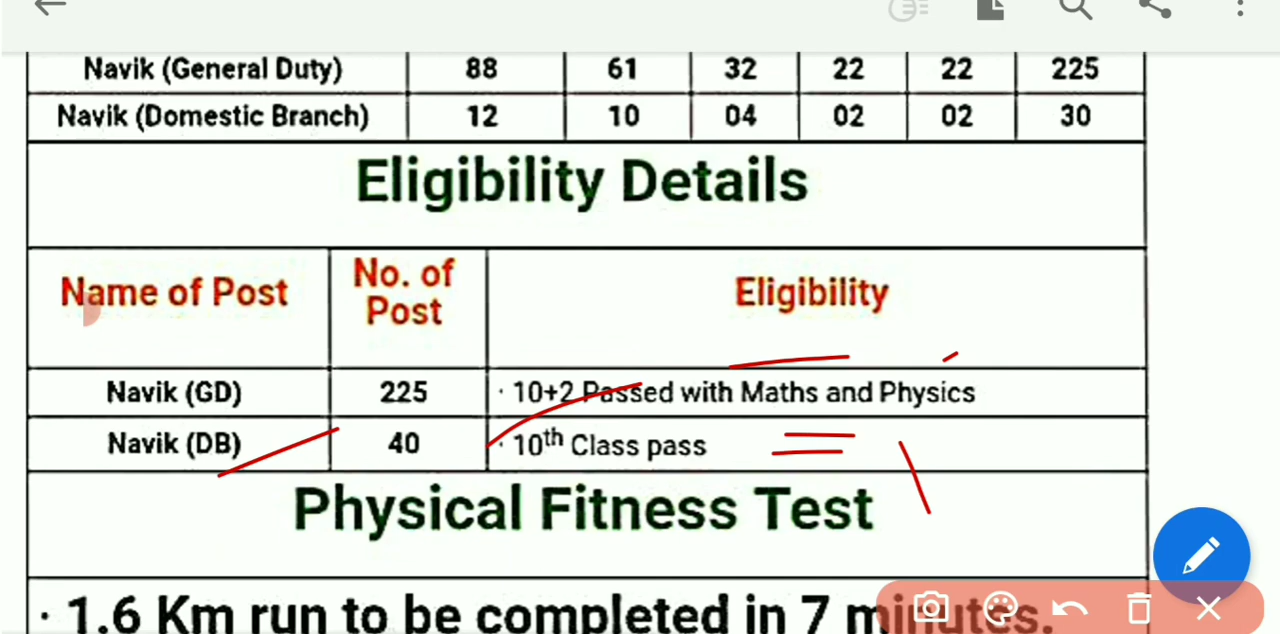 Navik (General Duty) 88 61 32 22 22 225
Navik (Domestic Branch) 12 10 04 02 02 30
Eligibility Details
Name of Post No. of Post Eligibility
Navik (GD) 225 · 10+2 Passed with Maths and Physics
Navik (DB) 40 · 10th Class pass
Physical Fitness Test
· 1.6 Km run to be completed in 7 minutes.